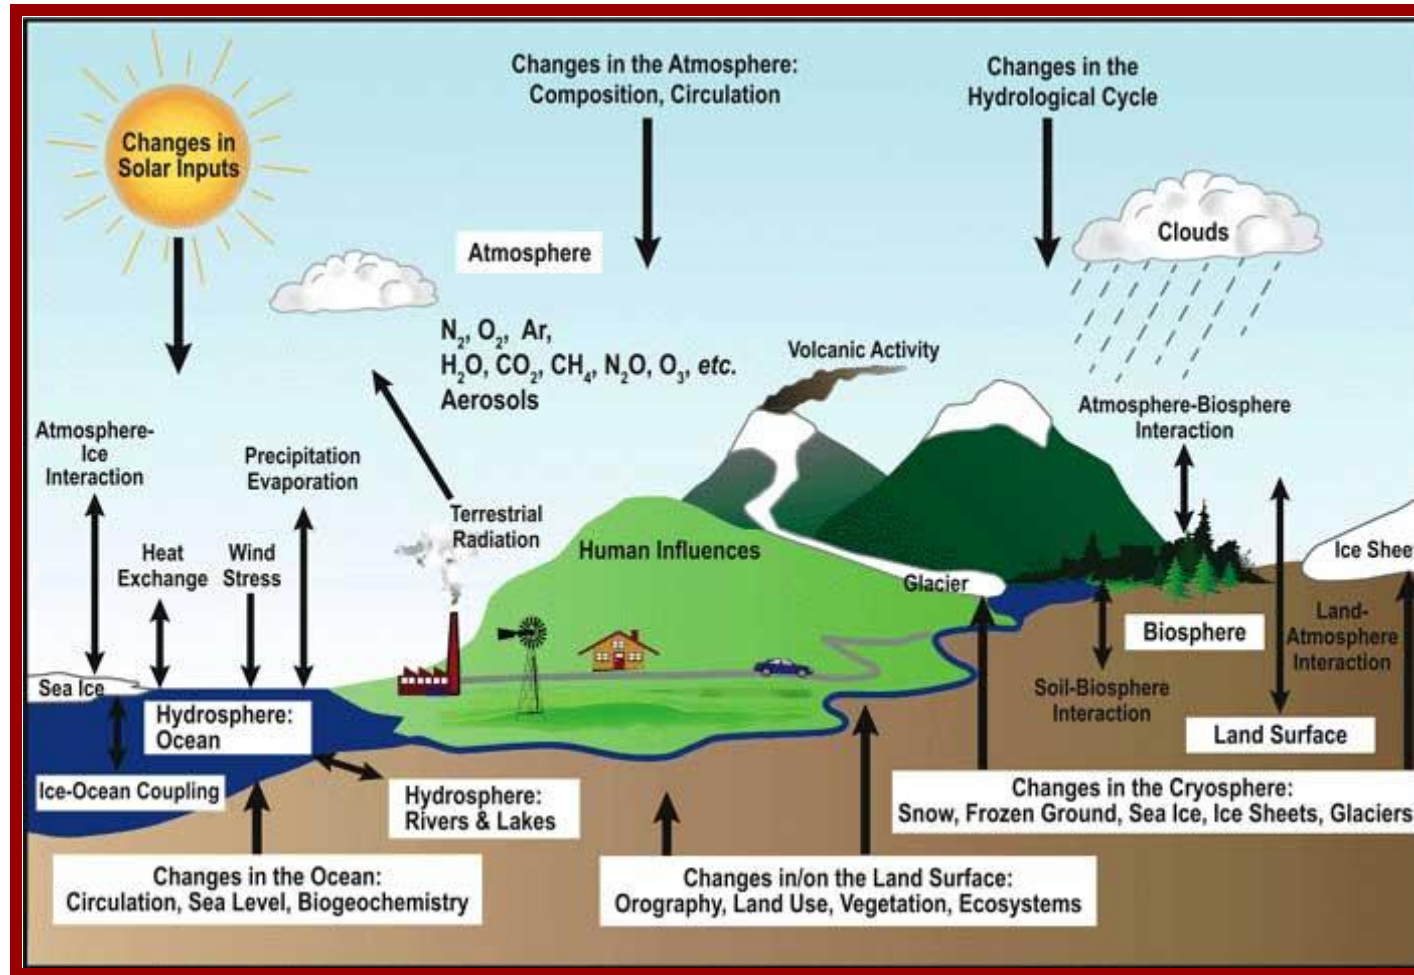 Changes in the Atmosphere:
Composition, Circulation
Changes in the
Hydrological Cycle
Changes in
Solar Inputs
Clouds
Atmosphere
N₂, O₂, Ar,
H₂O, CO₂, CH₄, N₂O, O₃, etc.
Aerosols
Volcanic Activity
Atmosphere-Biosphere
Interaction
Atmosphere-
Ice
Interaction
Precipitation
Evaporation
Terrestrial
Radiation
Heat
Exchange
Wind
Stress
Human Influences
Glacier
Ice Sheet
Land-
Atmosphere
Interaction
Biosphere
Soil-Biosphere
Interaction
Sea Ice
Hydrosphere:
Ocean
Land Surface
Ice-Ocean Coupling
Hydrosphere:
Rivers & Lakes
Changes in the Cryosphere:
Snow, Frozen Ground, Sea Ice, Ice Sheets, Glaciers
Changes in the Ocean:
Circulation, Sea Level, Biogeochemistry
Changes in/on the Land Surface:
Orography, Land Use, Vegetation, Ecosystems